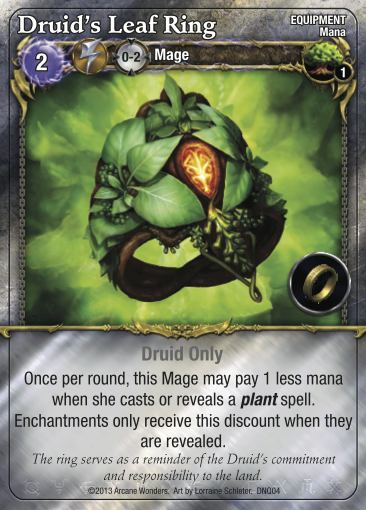 Druid's Leaf Ring
EQUIPMENT
Mana
2
0-2
Mage
1
Druid Only
Once per round, this Mage may pay 1 less mana
when she casts or reveals a plant spell.
Enchantments only receive this discount when they
are revealed.
The ring serves as a reminder of the Druid's commitment
and responsibility to the land.
©2013 Arcane Wonders. Art by Lorraine Schleter. DNQ04